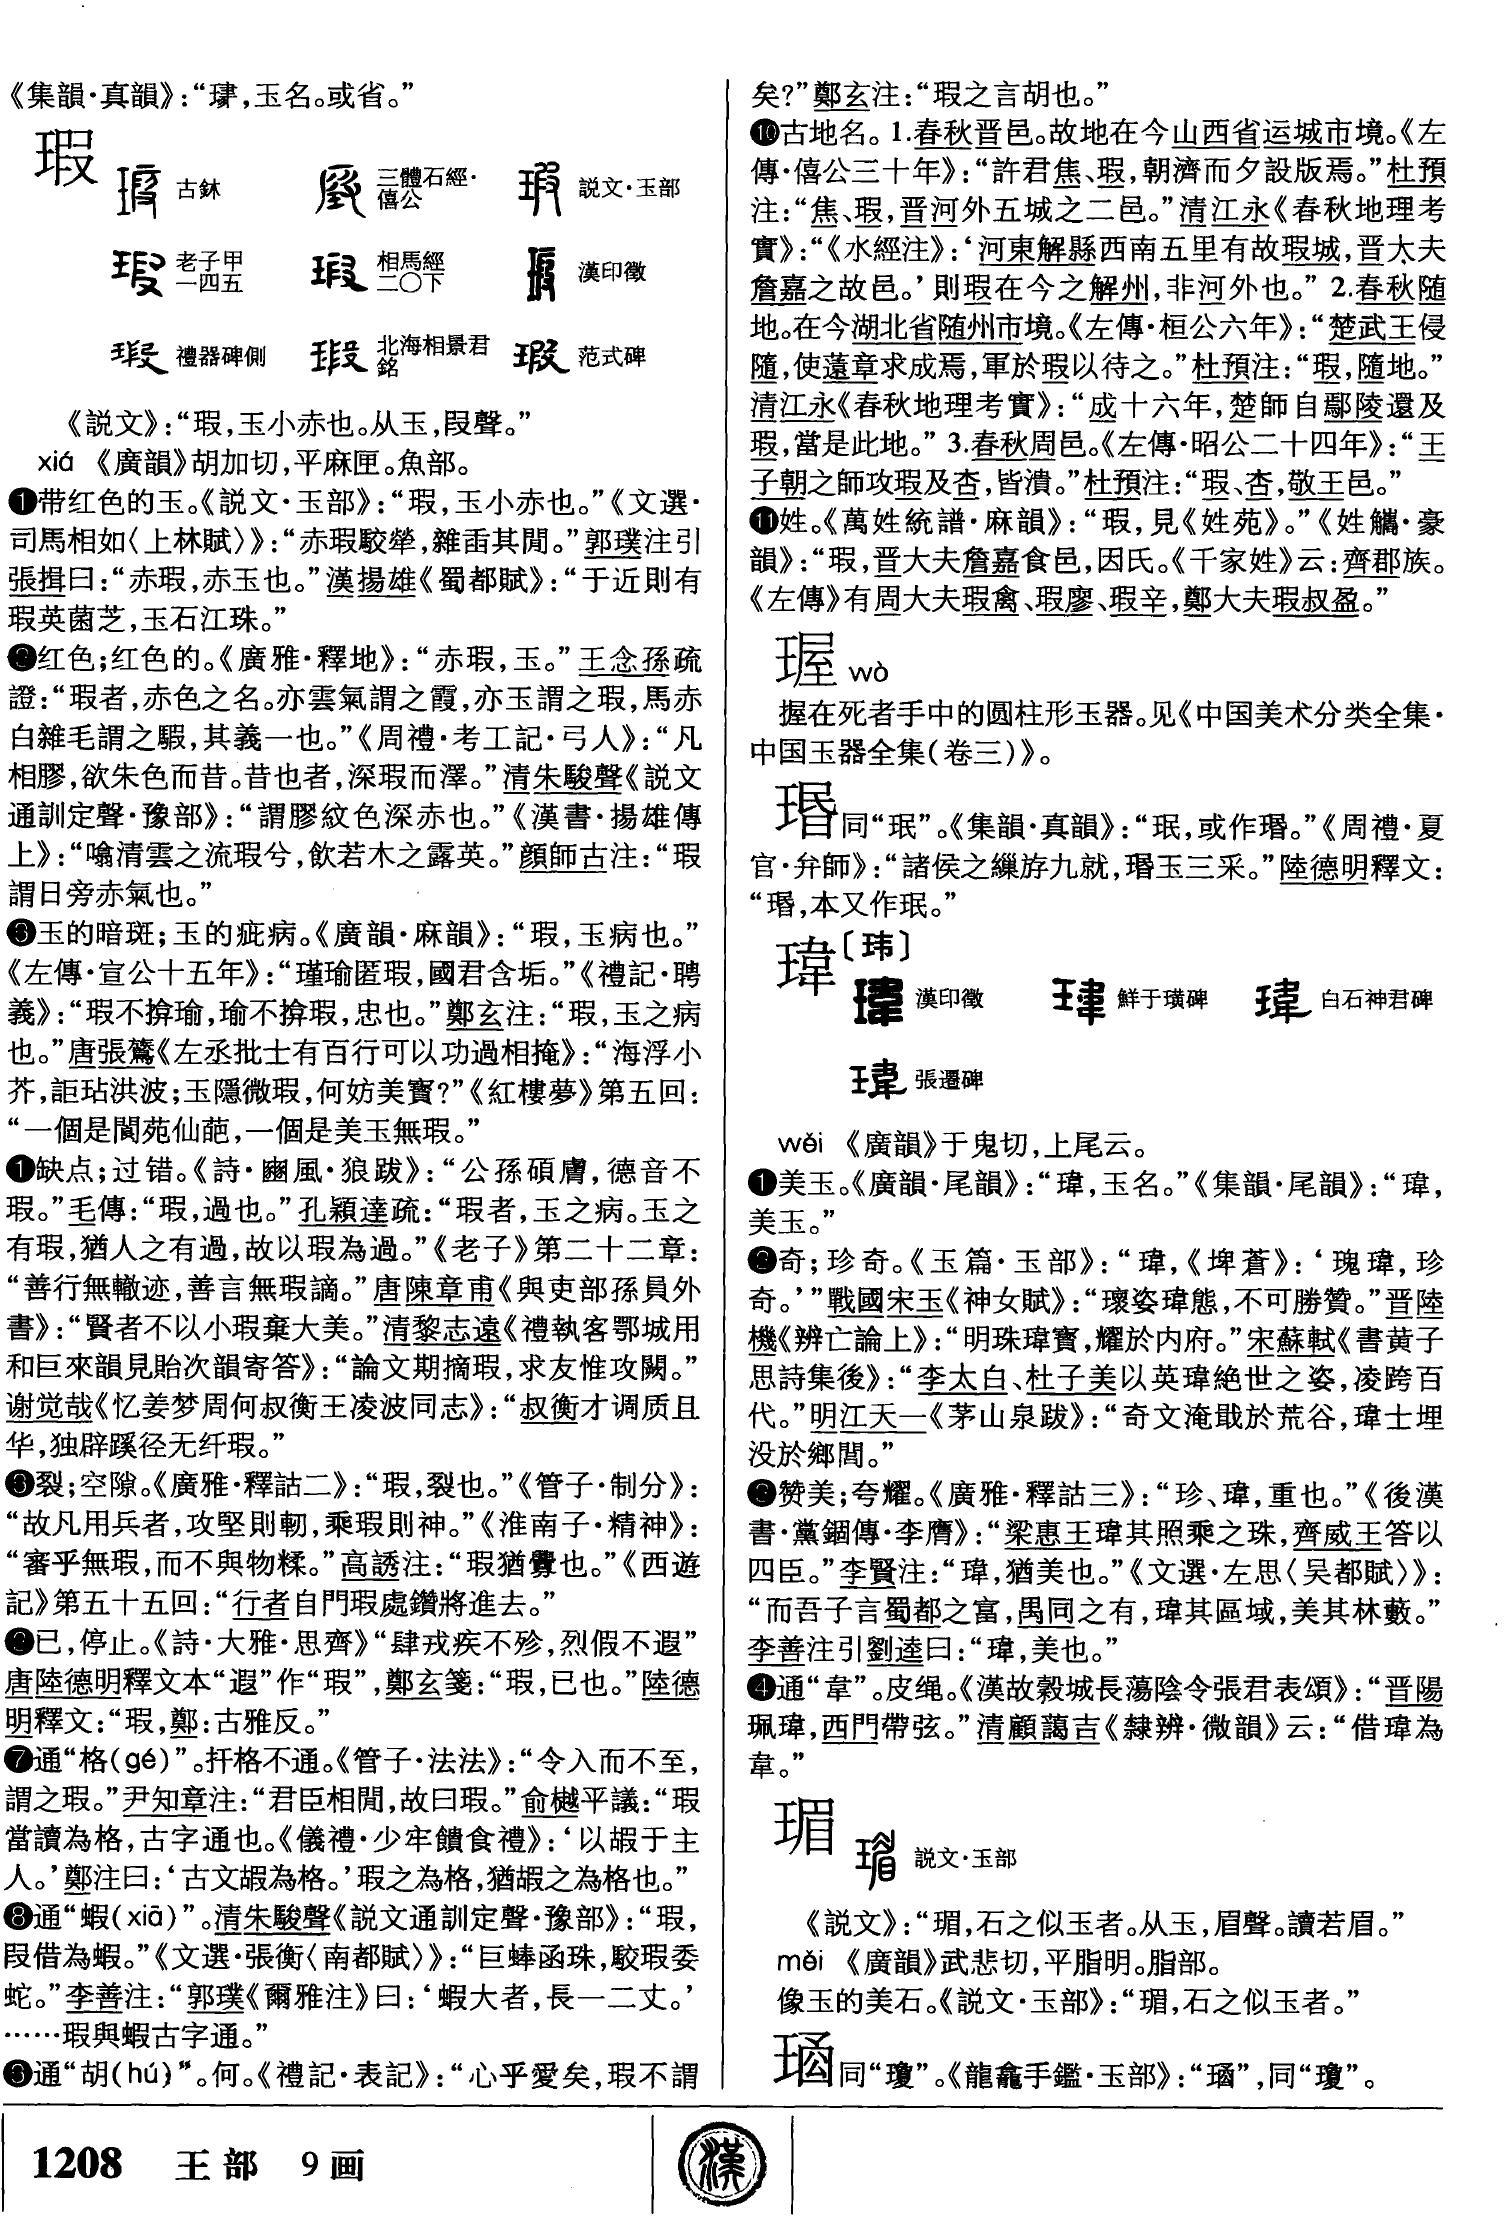 《集韻·真韻》：“㻞，玉名。或省。”
瑕
古鉥
三體石經·
僖公
説文·玉部
老子甲
一四五
相馬經
二〇下
漢印徵
禮器碑側
北海相景君
銘
范式碑
《説文》：“瑕，玉小赤也。从玉，叚聲。”
xiá 《廣韻》胡加切，平麻匣。魚部。
❶带红色的玉。《説文·玉部》：“瑕，玉小赤也。”《文選·
司馬相如〈上林賦〉》：“赤瑕駮犖，雜臿其閒。”郭璞注引
張揖曰：“赤瑕，赤玉也。”漢揚雄《蜀都賦》：“于近則有
瑕英菌芝，玉石江珠。”
❷红色；红色的。《廣雅·釋地》：“赤瑕，玉。”王念孫疏
證：“瑕者，赤色之名。亦雲氣謂之霞，亦玉謂之瑕，馬赤
白雜毛謂之騢，其義一也。”《周禮·考工記·弓人》：“凡
相膠，欲朱色而昔。昔也者，深瑕而澤。”清朱駿聲《説文
通訓定聲·豫部》：“謂膠紋色深赤也。”《漢書·揚雄傳
上》：“噏清雲之流瑕兮，飲若木之露英。”顔師古注：“瑕
謂日旁赤氣也。”
❸玉的暗斑；玉的疵病。《廣韻·麻韻》：“瑕，玉病也。”
《左傳·宣公十五年》：“瑾瑜匿瑕，國君含垢。”《禮記·聘
義》：“瑕不揜瑜，瑜不揜瑕，忠也。”鄭玄注：“瑕，玉之病
也。”唐張鷟《左丞批士有百行可以功過相掩》：“海浮小
芥，詎玷洪波；玉隱微瑕，何妨美寳？”《紅樓夢》第五回：
“一個是閬苑仙葩，一個是美玉無瑕。”
❹缺点；过错。《詩·豳風·狼跋》：“公孫碩膚，德音不
瑕。”毛傳：“瑕，過也。”孔穎達疏：“瑕者，玉之病。玉之
有瑕，猶人之有過，故以瑕為過。”《老子》第二十二章：
“善行無轍迹，善言無瑕謫。”唐陳章甫《與吏部孫員外
書》：“賢者不以小瑕棄大美。”清黎志遠《禮執客鄂城用
和巨來韻見貽次韻寄答》：“論文期摘瑕，求友惟攻闕。”
谢觉哉《忆姜梦周何叔衡王凌波同志》：“叔衡才调质且
华，独辟蹊径无纤瑕。”
❺裂；空隙。《廣雅·釋詁二》：“瑕，裂也。”《管子·制分》：
“故凡用兵者，攻堅則軔，乘瑕則神。”《淮南子·精神》：
“審乎無瑕，而不與物糅。”高誘注：“瑕猶釁也。”《西遊
記》第五十五回：“行者自門瑕處鑽將進去。”
❻已，停止。《詩·大雅·思齊》“肆戎疾不殄，烈假不遐”
唐陸德明釋文本“遐”作“瑕”，鄭玄箋：“瑕，已也。”陸德
明釋文：“瑕，鄭：古雅反。”
❼通“格(gé)”。扞格不通。《管子·法法》：“令入而不至，
謂之瑕。”尹知章注：“君臣相閒，故曰瑕。”俞樾平議：“瑕
當讀為格，古字通也。《儀禮·少牢饋食禮》：‘以嘏于主
人。’鄭注曰：‘古文嘏為格。’瑕之為格，猶嘏之為格也。”
❽通“蝦(xiā)”。清朱駿聲《説文通訓定聲·豫部》：“瑕，
叚借為蝦。”《文選·張衡〈南都賦〉》：“巨蜯函珠，駮瑕委
蛇。”李善注：“郭璞《爾雅注》曰：‘蝦大者，長一二丈。’
……瑕與蝦古字通。”
❾通“胡(hú)”。何。《禮記·表記》：“心乎愛矣，瑕不謂
矣？”鄭玄注：“瑕之言胡也。”
❿古地名。1.春秋晋邑。故地在今山西省运城市境。《左
傳·僖公三十年》：“許君焦、瑕，朝濟而夕設版焉。”杜預
注：“焦、瑕，晋河外五城之二邑。”清江永《春秋地理考
實》：“《水經注》：‘河東解縣西南五里有故瑕城，晋大夫
詹嘉之故邑。’則瑕在今之解州，非河外也。” 2.春秋随
地。在今湖北省随州市境。《左傳·桓公六年》：“楚武王侵
隨，使薳章求成焉，軍於瑕以待之。”杜預注：“瑕，隨地。”
清江永《春秋地理考實》：“成十六年，楚師自鄢陵還及
瑕，當是此地。” 3.春秋周邑。《左傳·昭公二十四年》：“王
子朝之師攻瑕及杏，皆潰。”杜預注：“瑕、杏，敬王邑。”
⓫姓。《萬姓統譜·麻韻》：“瑕，見《姓苑》。”《姓觿·豪
韻》：“瑕，晋大夫詹嘉食邑，因氏。《千家姓》云：齊郡族。
《左傳》有周大夫瑕禽、瑕廖、瑕辛，鄭大夫瑕叔盈。”
瑿 wò
握在死者手中的圆柱形玉器。见《中国美术分类全集·
中国玉器全集(卷三)》。
瑉同“珉”。《集韻·真韻》：“珉，或作瑉。”《周禮·夏
官·弁師》：“諸侯之繅斿九就，瑉玉三采。”陸德明釋文：
“瑉，本又作珉。”
瑋〔玮〕
漢印徵
鮮于璜碑
白石神君碑
張遷碑
wěi 《廣韻》于鬼切，上尾云。
❶美玉。《廣韻·尾韻》：“瑋，玉名。”《集韻·尾韻》：“瑋，
美玉。”
❷奇；珍奇。《玉篇·玉部》：“瑋，《埤蒼》：‘瑰瑋，珍
奇。’”戰國宋玉《神女賦》：“瓌姿瑋態，不可勝贊。”晋陸
機《辨亡論上》：“明珠瑋寳，耀於内府。”宋蘇軾《書黄子
思詩集後》：“李太白、杜子美以英瑋絶世之姿，凌跨百
代。”明江天一《茅山泉跋》：“奇文淹戢於荒谷，瑋士埋
没於鄉閭。”
❸赞美；夸耀。《廣雅·釋詁三》：“珍、瑋，重也。”《後漢
書·黨錮傳·李膺》：“梁惠王瑋其照乘之珠，齊威王答以
四臣。”李賢注：“瑋，猶美也。”《文選·左思〈吴都賦〉》：
“而吾子言蜀都之富，禺同之有，瑋其區域，美其林藪。”
李善注引劉逵曰：“瑋，美也。”
❹通“韋”。皮绳。《漢故穀城長蕩陰令張君表頌》：“晋陽
珮瑋，西門帶弦。”清顧藹吉《隸辨·微韻》云：“借瑋為
韋。”
瑂
説文·玉部
《説文》：“瑂，石之似玉者。从玉，眉聲。讀若眉。”
méi 《廣韻》武悲切，平脂明。脂部。
像玉的美石。《説文·玉部》：“瑂，石之似玉者。”
同“瓊”。《龍龕手鑑·玉部》：同“瓊”。
1208 王部 9画
漢